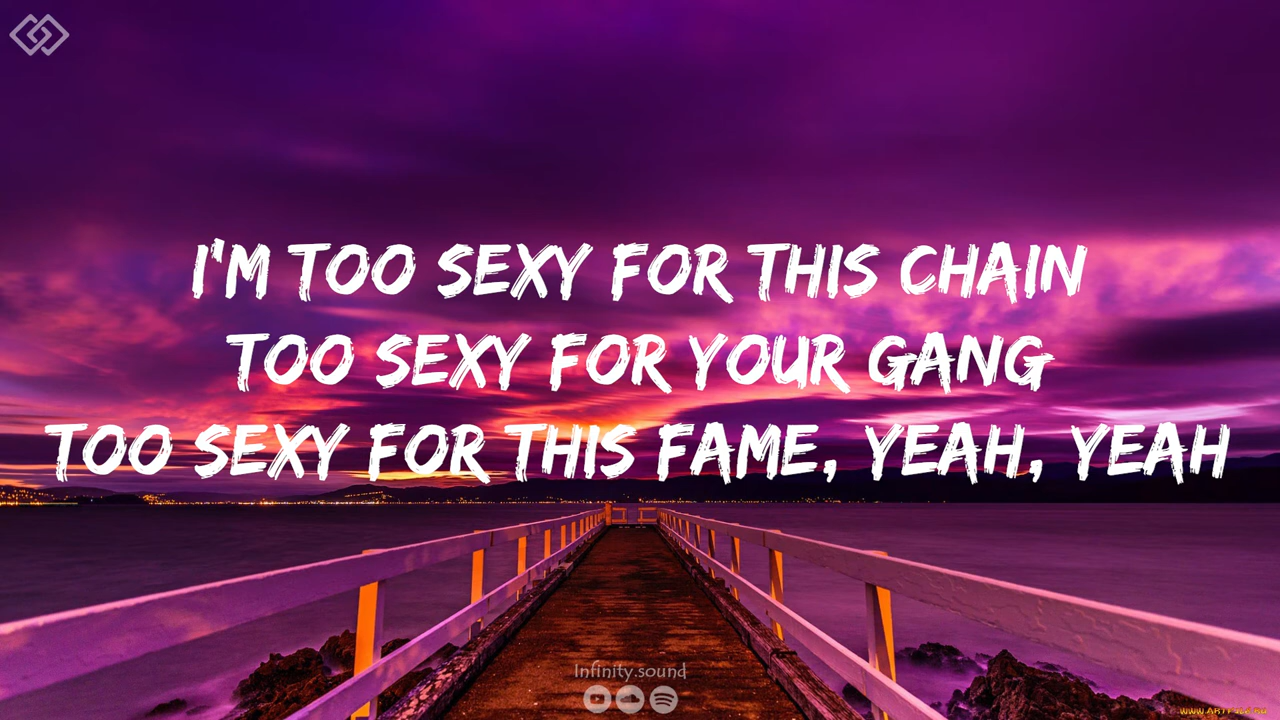 I'M TOO SEXY FOR THIS CHAIN
TOO SEXY FOR YOUR GANG
TOO SEXY FOR THIS FAME, YEAH, YEAH
Infinity.sound